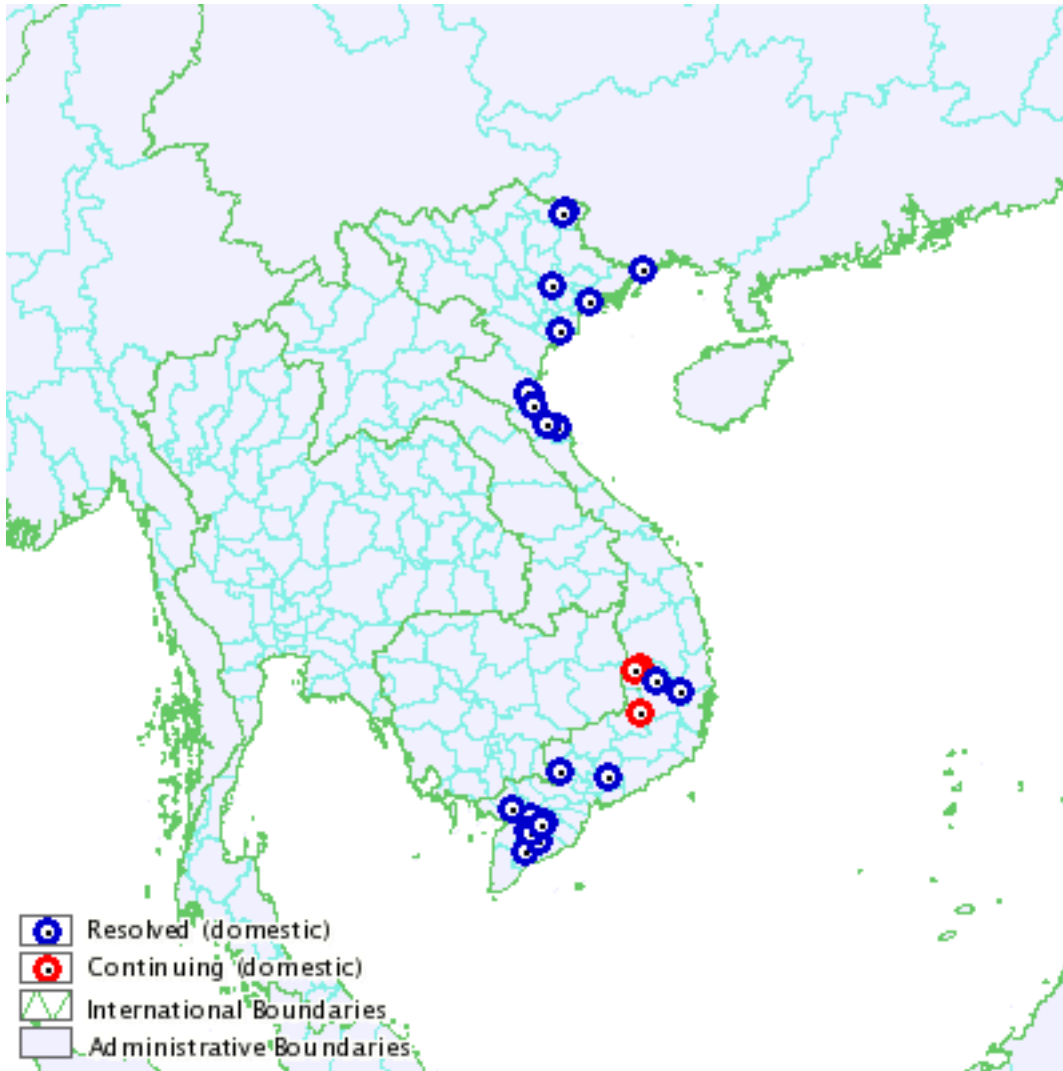 Resolved (domestic)
Continuing (domestic)
International Boundaries
Administrative Boundaries